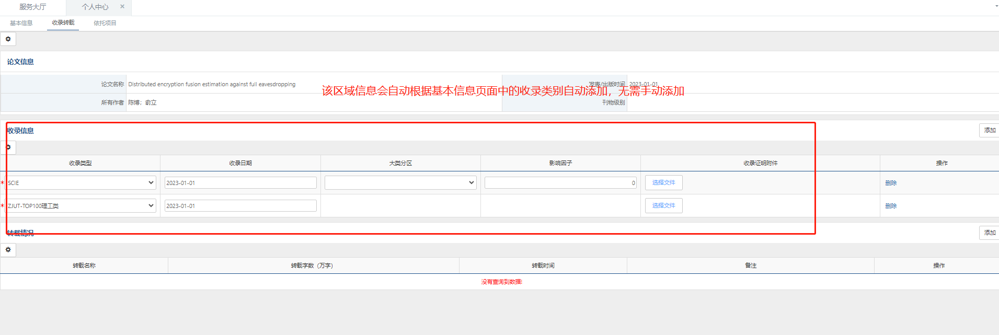 服务大厅 个人中心 ×
基本信息 收录转载 依托项目
论文信息
论文名称 Distributed encryption fusion estimation against full eavesdropping 发表/出版时间 2023-01-01
该区域信息会自动根据基本信息页面中的收录类别自动添加，无需手动添加
所有作者 陈博；俞立 刊物级别
收录信息 添加
收录类型 收录日期 大类分区 影响因子 收录证明附件 操作
* SCIE 2023-01-01 0 选择文件 删除
* ZJUT-TOP100理工类 2023-01-01 选择文件 删除
转载情况 添加
转载名称 转载字数（万字） 转载时间 备注 操作
没有查询到数据!